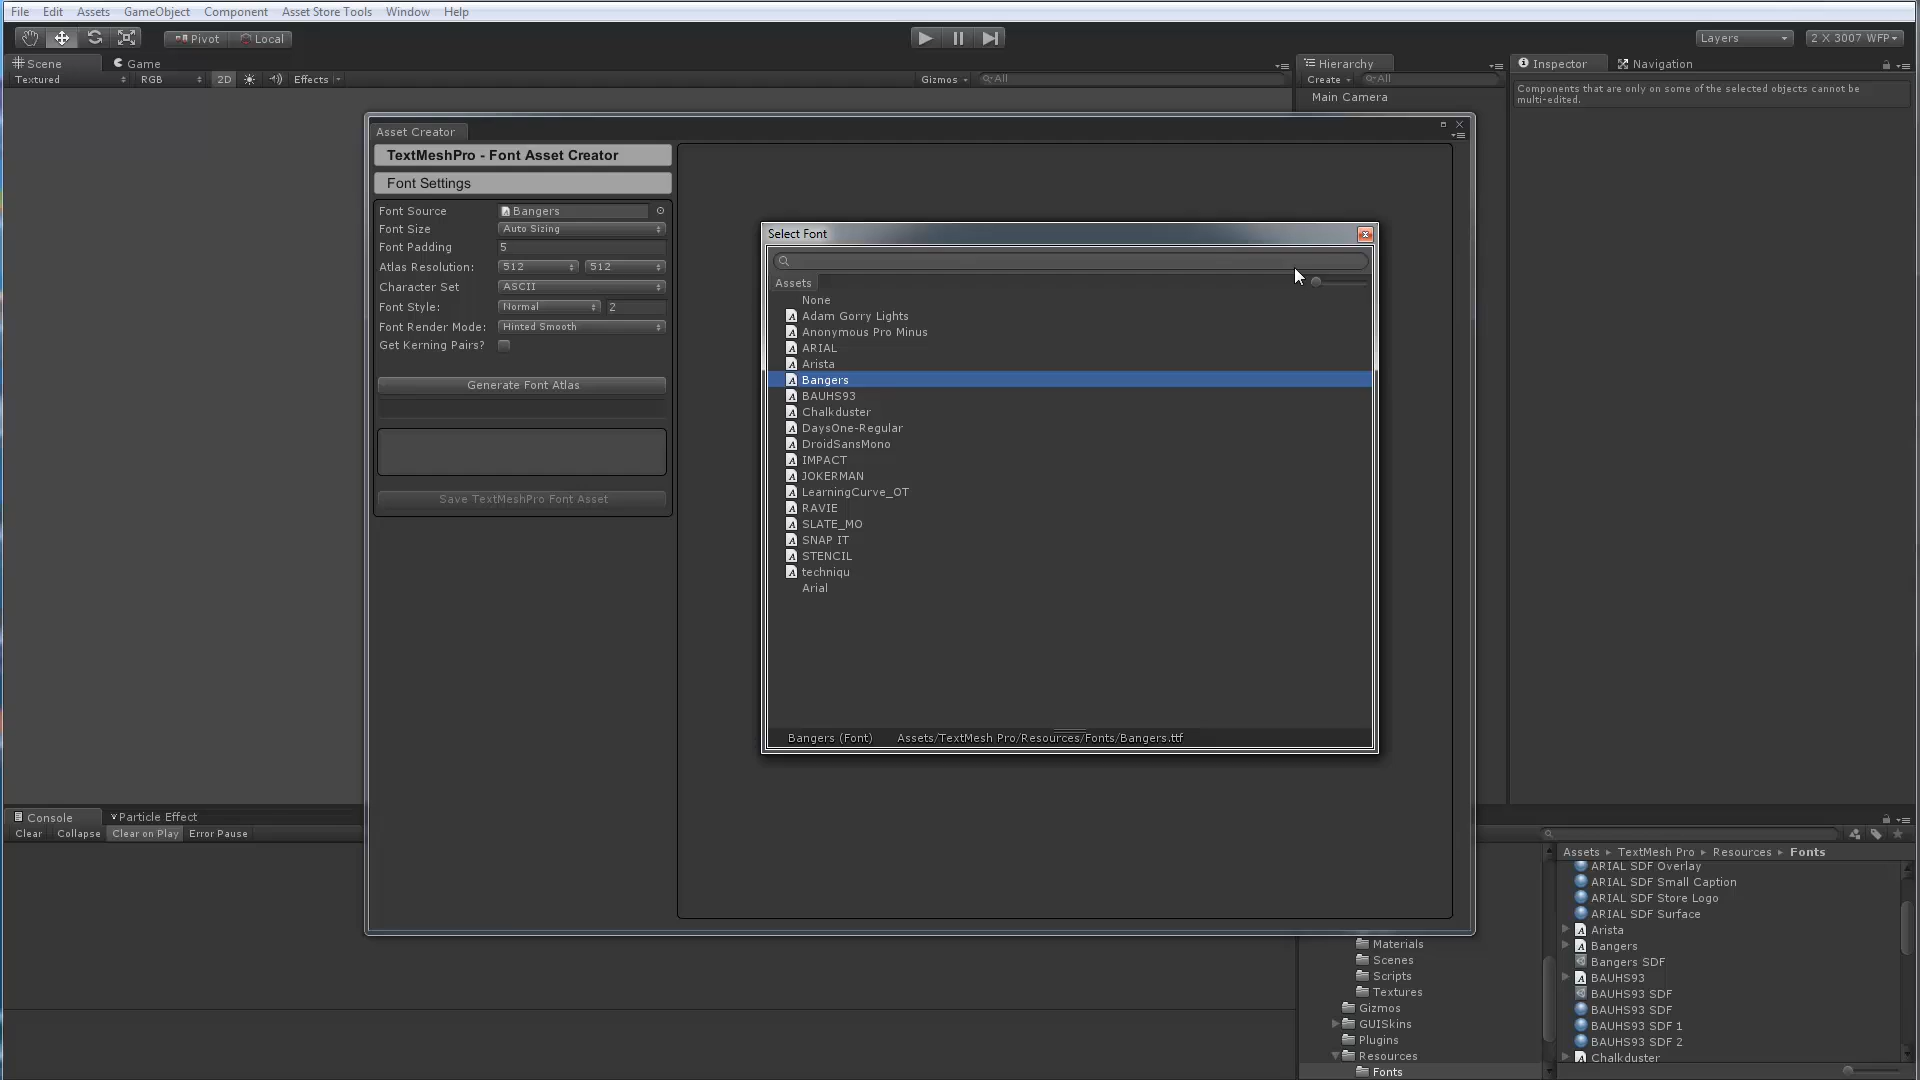 File Edit Assets GameObject Component Asset Store Tools Window Help
Pivot Local Layers 2 X 3007 WFP
Scene Game Hierarchy Inspector Navigation
Textured RGB 2D Effects Gizmos All Create All
Components that are only on some of the selected objects cannot be
multi-edited.
Main Camera
Asset Creator
TextMeshPro - Font Asset Creator
Font Settings
Font Source Bangers
Font Size Auto Sizing
Font Padding 5
Atlas Resolution: 512 512
Character Set ASCII
Font Style: Normal 2
Font Render Mode: Hinted Smooth
Get Kerning Pairs?
Generate Font Atlas
Save TextMeshPro Font Asset
Select Font
Assets
None
Adam Gorry Lights
Anonymous Pro Minus
ARIAL
Arista
Bangers
BAUHS93
Chalkduster
DaysOne-Regular
DroidSansMono
IMPACT
JOKERMAN
LearningCurve_OT
RAVIE
SLATE_MO
SNAP IT
STENCIL
techniqu
Arial
Bangers (Font) Assets/TextMesh Pro/Resources/Fonts/Bangers.ttf
Console Particle Effect
Clear Collapse Clear on Play Error Pause
Materials
Scenes
Scripts
Textures
Gizmos
GUISkins
Plugins
Resources
Fonts
Assets TextMesh Pro Resources Fonts
ARIAL SDF Overlay
ARIAL SDF Small Caption
ARIAL SDF Store Logo
ARIAL SDF Surface
Arista
Bangers
Bangers SDF
BAUHS93
BAUHS93 SDF
BAUHS93 SDF
BAUHS93 SDF 1
BAUHS93 SDF 2
Chalkduster